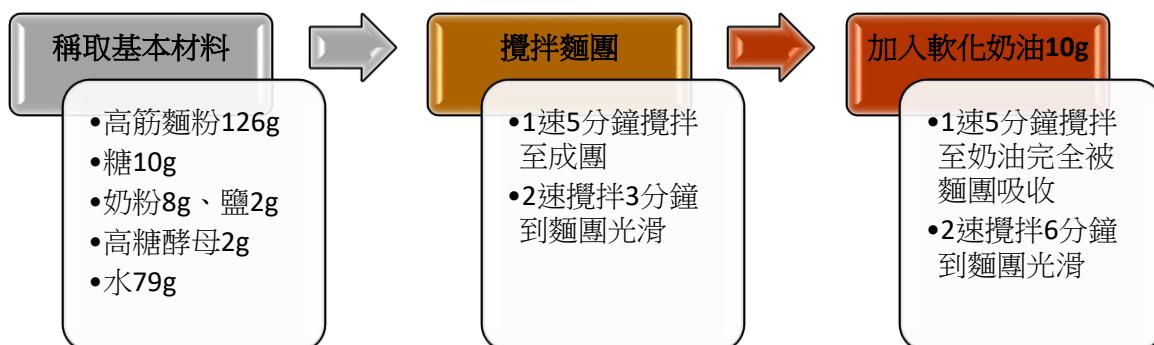 稱取基本材料
•高筋麵粉126g
•糖10g
•奶粉8g、鹽2g
•高糖酵母2g
•水79g
攪拌麵團
•1速5分鐘攪拌
至成團
•2速攪拌3分鐘
到麵團光滑
加入軟化奶油10g
•1速5分鐘攪拌
至奶油完全被
麵團吸收
•2速攪拌6分鐘
到麵團光滑